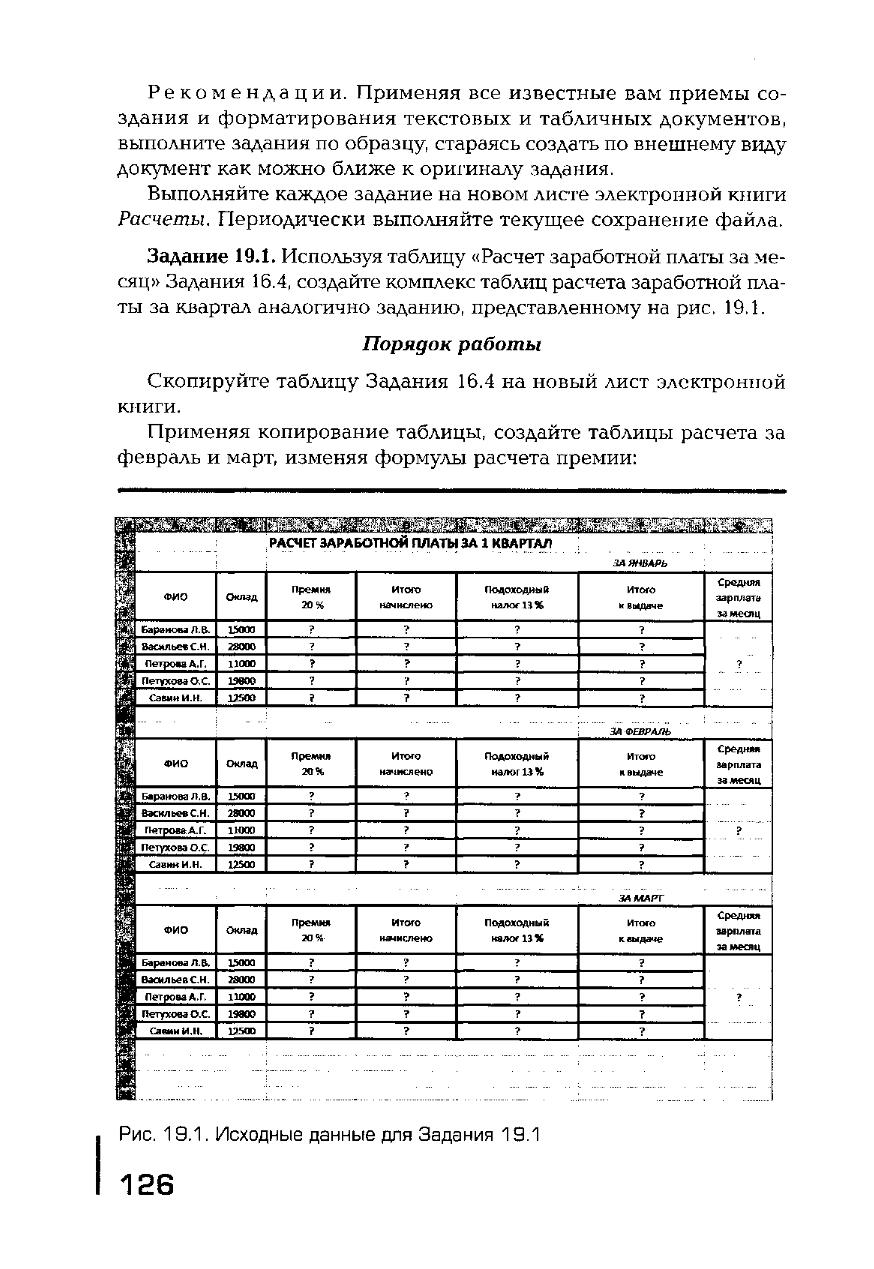 Рекомендации. Применяя все известные вам приемы со-
здания и форматирования текстовых и табличных документов,
выполните задания по образцу, стараясь создать по внешнему виду
документ как можно ближе к оригиналу задания.
Выполняйте каждое задание на новом листе электронной книги
Расчеты. Периодически выполняйте текущее сохранение файла.
Задание 19.1. Используя таблицу «Расчет заработной платы за ме-
сяц» Задания 16.4, создайте комплекс таблиц расчета заработной пла-
ты за квартал аналогично заданию, представленному на рис. 19.1.
Порядок работы
Скопируйте таблицу Задания 16.4 на новый лист электронной
книги.
Применяя копирование таблицы, создайте таблицы расчета за
февраль и март, изменяя формулы расчета премии:
РАСЧЕТ ЗАРАБОТНОЙ ПЛАТЫ ЗА 1 КВАРТАЛ
ЗА ЯНВАРЬ
ФИО Оклад Премия 20 % Итого начислено Подоходный налог 13 % Итого к выдаче Средняя зарплата за месяц
Баранова Л.В. 15000 ? ? ? ?
Васильев С.Н. 28000 ? ? ? ?
Петрова А.Г. 11000 ? ? ? ? ?
Петухова О.С. 19800 ? ? ? ?
Савин И.Н. 12500 ? ? ? ?
ЗА ФЕВРАЛЬ
ФИО Оклад Премия 20 % Итого начислено Подоходный налог 13 % Итого к выдаче Средняя зарплата за месяц
Баранова Л.В. 15000 ? ? ? ?
Васильев С.Н. 28000 ? ? ? ?
Петрова А.Г. 11000 ? ? ? ? ?
Петухова О.С. 19800 ? ? ? ?
Савин И.Н. 12500 ? ? ? ?
ЗА МАРТ
ФИО Оклад Премия 20 % Итого начислено Подоходный налог 13 % Итого к выдаче Средняя зарплата за месяц
Баранова Л.В. 15000 ? ? ? ?
Васильев С.Н. 28000 ? ? ? ?
Петрова А.Г. 11000 ? ? ? ? ?
Петухова О.С. 19800 ? ? ? ?
Савин И.Н. 12500 ? ? ? ?
Рис. 19.1. Исходные данные для Задания 19.1
126